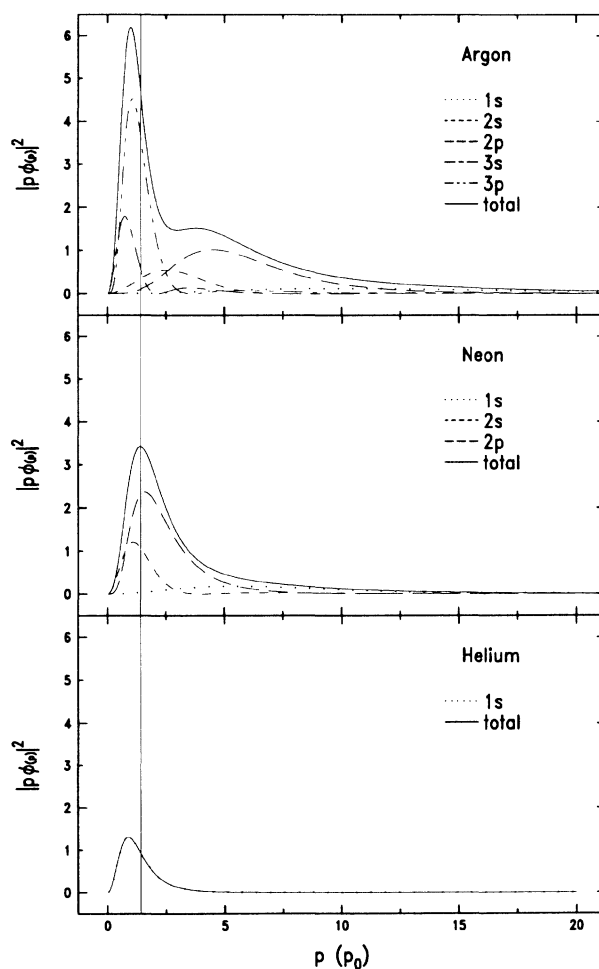 Argon
1s
2s
2p
3s
3p
total
|pϕ(p)|²
6
5
4
3
2
1
0
Neon
1s
2s
2p
total
|pϕ(p)|²
6
5
4
3
2
1
0
Helium
1s
total
|pϕ(p)|²
6
5
4
3
2
1
0
0 5 10 15 20
p (p₀)